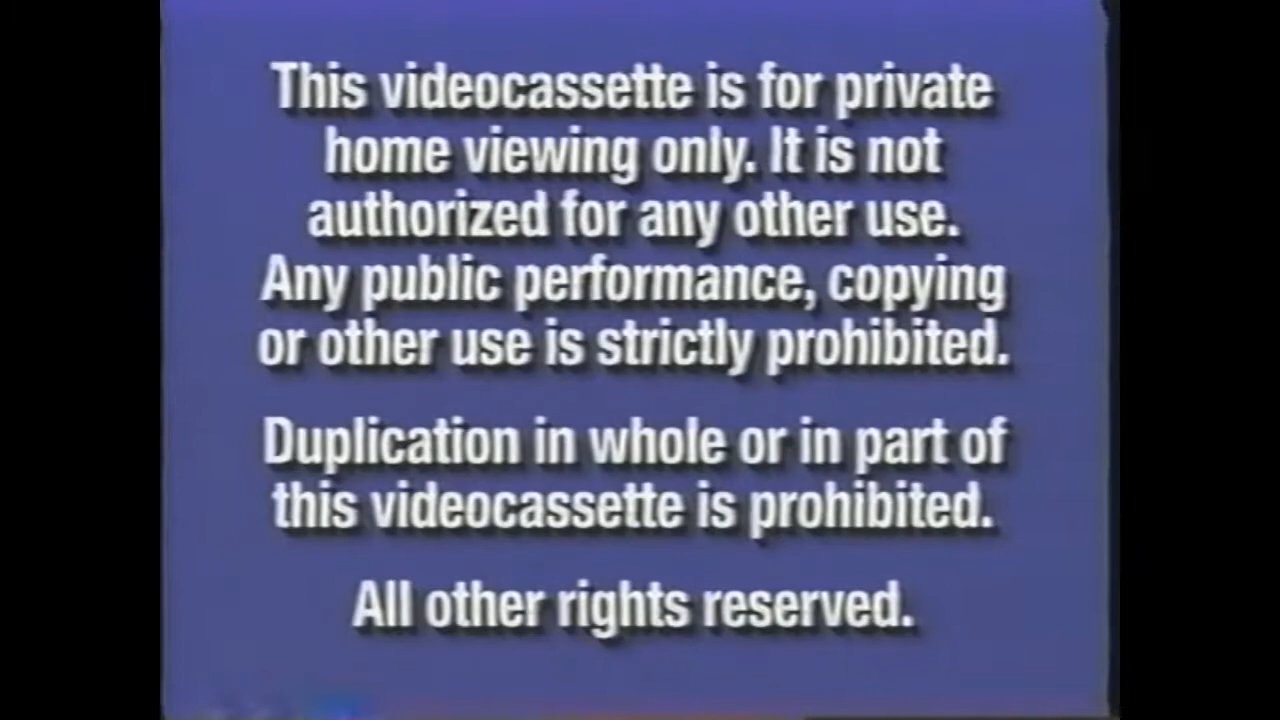 This videocassette is for private
home viewing only. It is not
authorized for any other use.
Any public performance, copying
or other use is strictly prohibited.
Duplication in whole or in part of
this videocassette is prohibited.
All other rights reserved.